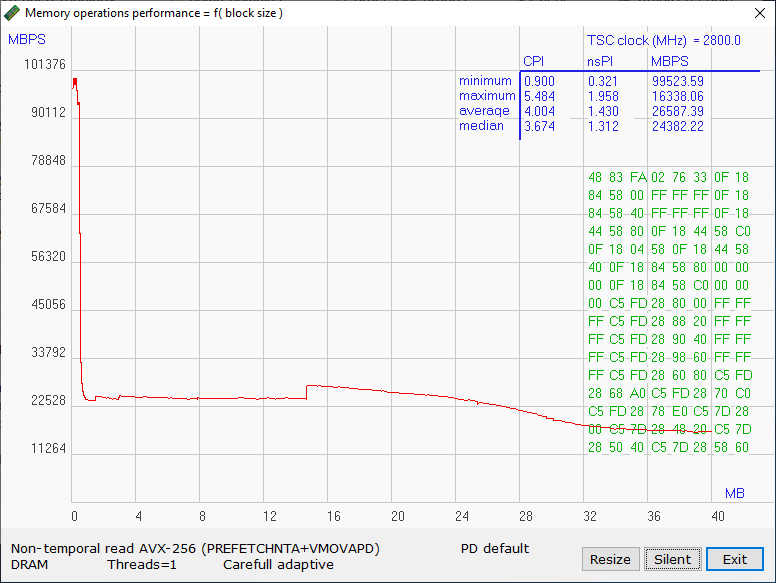 Memory operations performance = f( block size )
MBPS
TSC clock (MHz) = 2800.0
CPI nsPI MBPS
minimum 0.900 0.321 99523.59
maximum 5.484 1.958 16338.06
average 4.004 1.430 26587.39
median 3.674 1.312 24382.22
101376
90112
78848
67584
56320
45056
33792
22528
11264
48 83 FA 02 76 33 0F 18
84 58 00 FF FF FF 0F 18
84 58 40 FF FF FF 0F 18
44 58 80 0F 18 44 58 C0
0F 18 04 58 0F 18 44 58
40 0F 18 84 58 80 00 00
00 0F 18 84 58 C0 00 00
00 C5 FD 28 80 00 FF FF
FF C5 FD 28 88 20 FF FF
FF C5 FD 28 90 40 FF FF
FF C5 FD 28 98 60 FF FF
FF C5 FD 28 60 80 C5 FD
28 68 A0 C5 FD 28 70 C0
C5 FD 28 78 E0 C5 7D 28
00 C5 7D 28 48 20 C5 7D
28 50 40 C5 7D 28 58 60
MB
0 4 8 12 16 20 24 28 32 36 40
Non-temporal read AVX-256 (PREFETCHNTA+VMOVAPD) PD default
DRAM Threads=1 Carefull adaptive
Resize Silent Exit